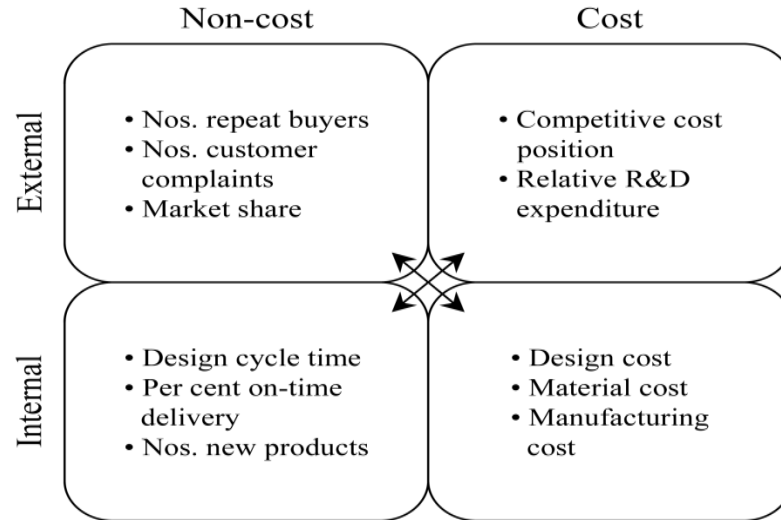 Non-cost
Cost
External
• Nos. repeat buyers
• Nos. customer
complaints
• Market share
• Competitive cost
position
• Relative R&D
expenditure
Internal
• Design cycle time
• Per cent on-time
delivery
• Nos. new products
• Design cost
• Material cost
• Manufacturing
cost